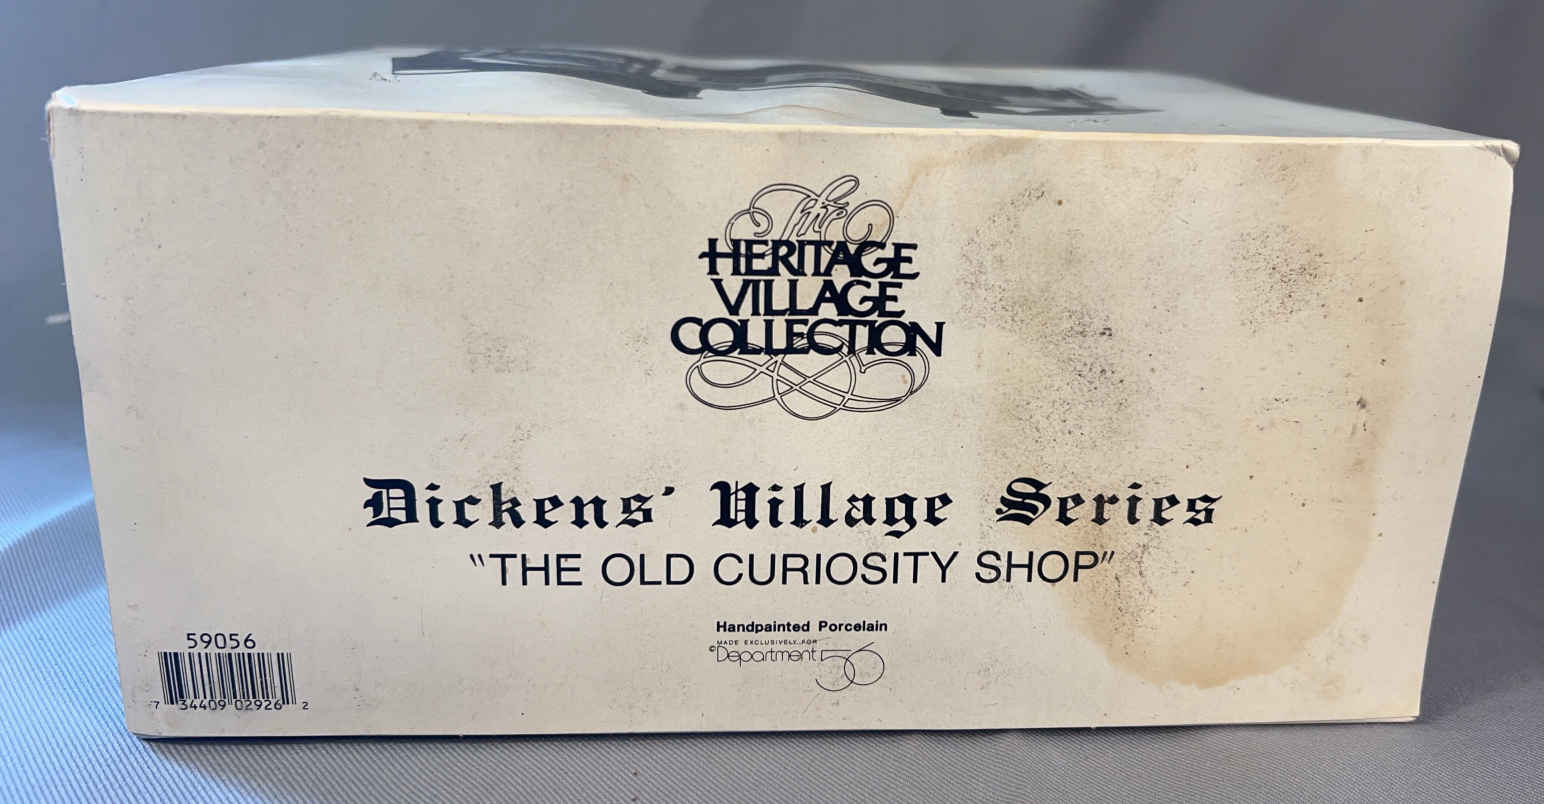 The
HERITAGE
VILLAGE
COLLECTION
Dickens' Village Series
"THE OLD CURIOSITY SHOP"
Handpainted Porcelain
MADE EXCLUSIVELY FOR
©Department 56
59056
7 34409 02926 2